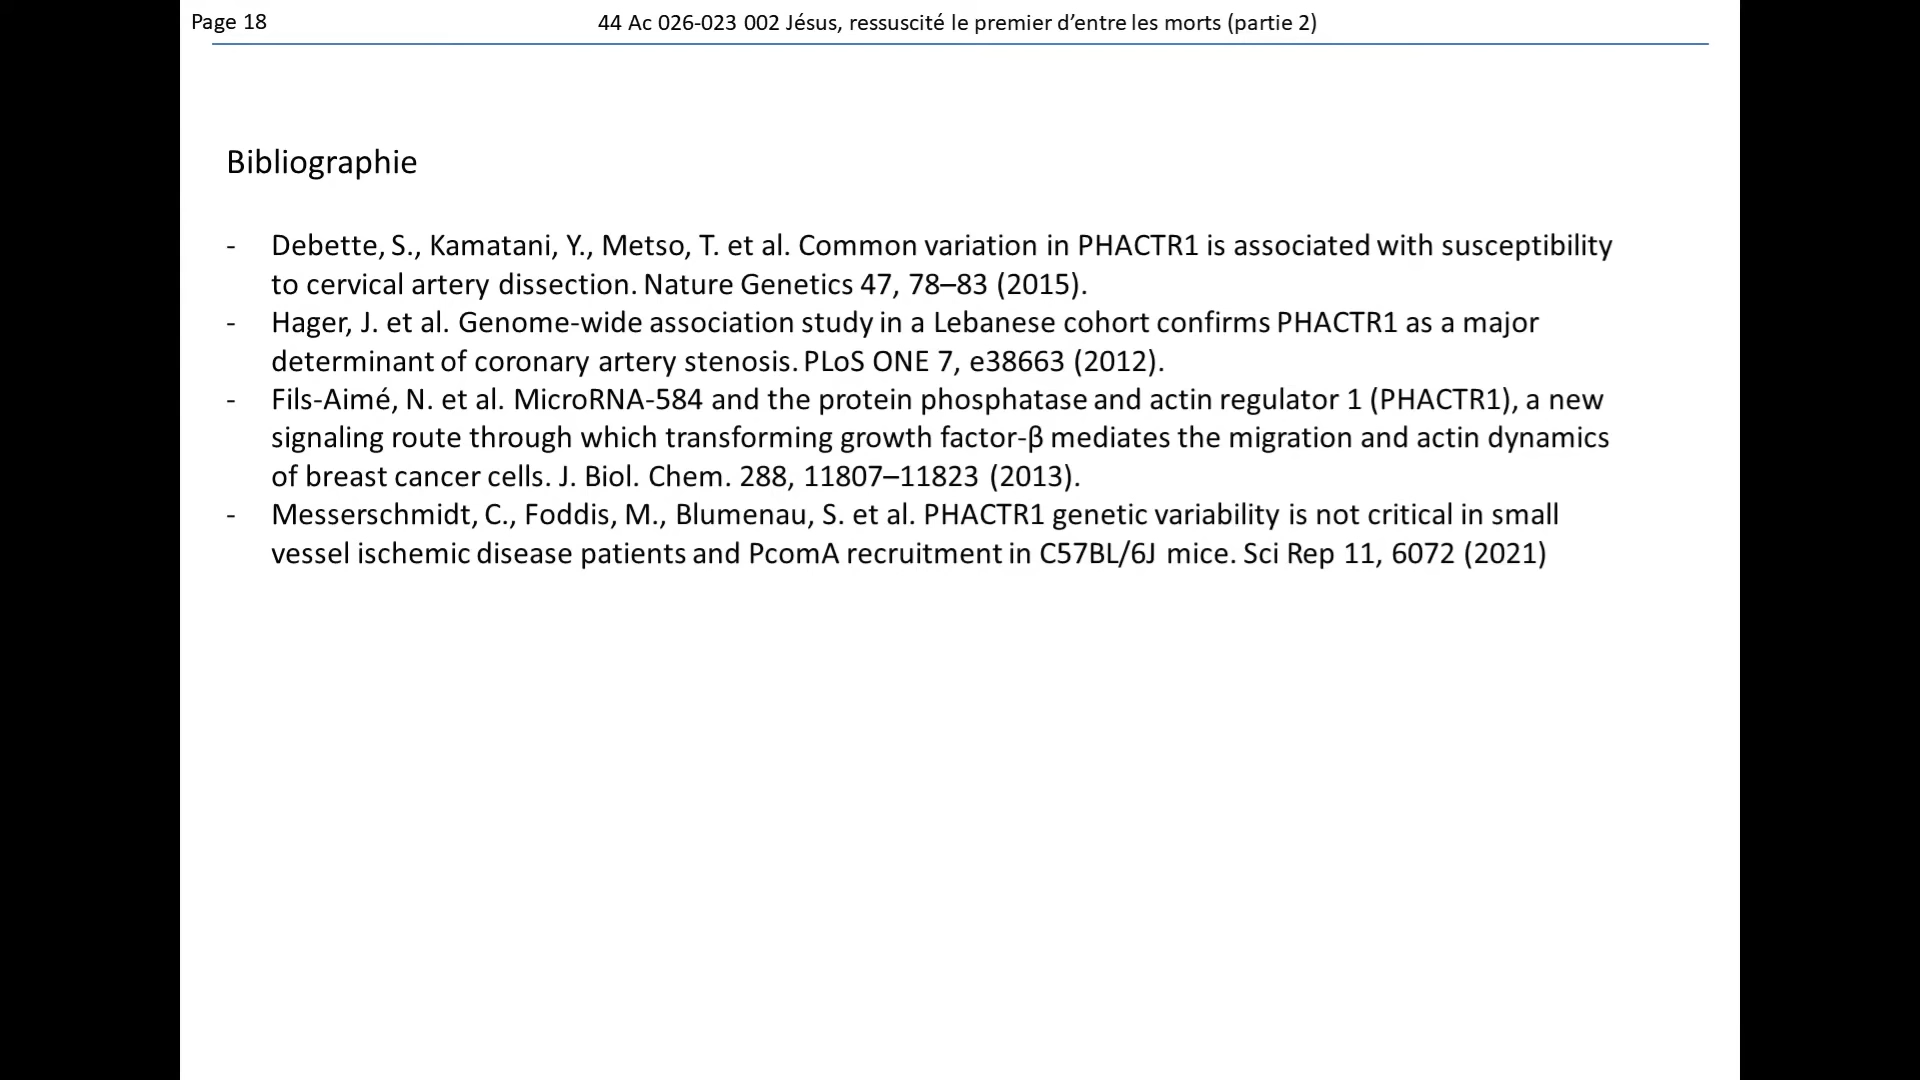 Page 18
44 Ac 026-023 002 Jésus, ressuscité le premier d’entre les morts (partie 2)
Bibliographie
- Debette, S., Kamatani, Y., Metso, T. et al. Common variation in PHACTR1 is associated with susceptibility
to cervical artery dissection. Nature Genetics 47, 78–83 (2015).
- Hager, J. et al. Genome-wide association study in a Lebanese cohort confirms PHACTR1 as a major
determinant of coronary artery stenosis. PLoS ONE 7, e38663 (2012).
- Fils-Aimé, N. et al. MicroRNA-584 and the protein phosphatase and actin regulator 1 (PHACTR1), a new
signaling route through which transforming growth factor-β mediates the migration and actin dynamics
of breast cancer cells. J. Biol. Chem. 288, 11807–11823 (2013).
- Messerschmidt, C., Foddis, M., Blumenau, S. et al. PHACTR1 genetic variability is not critical in small
vessel ischemic disease patients and PcomA recruitment in C57BL/6J mice. Sci Rep 11, 6072 (2021)